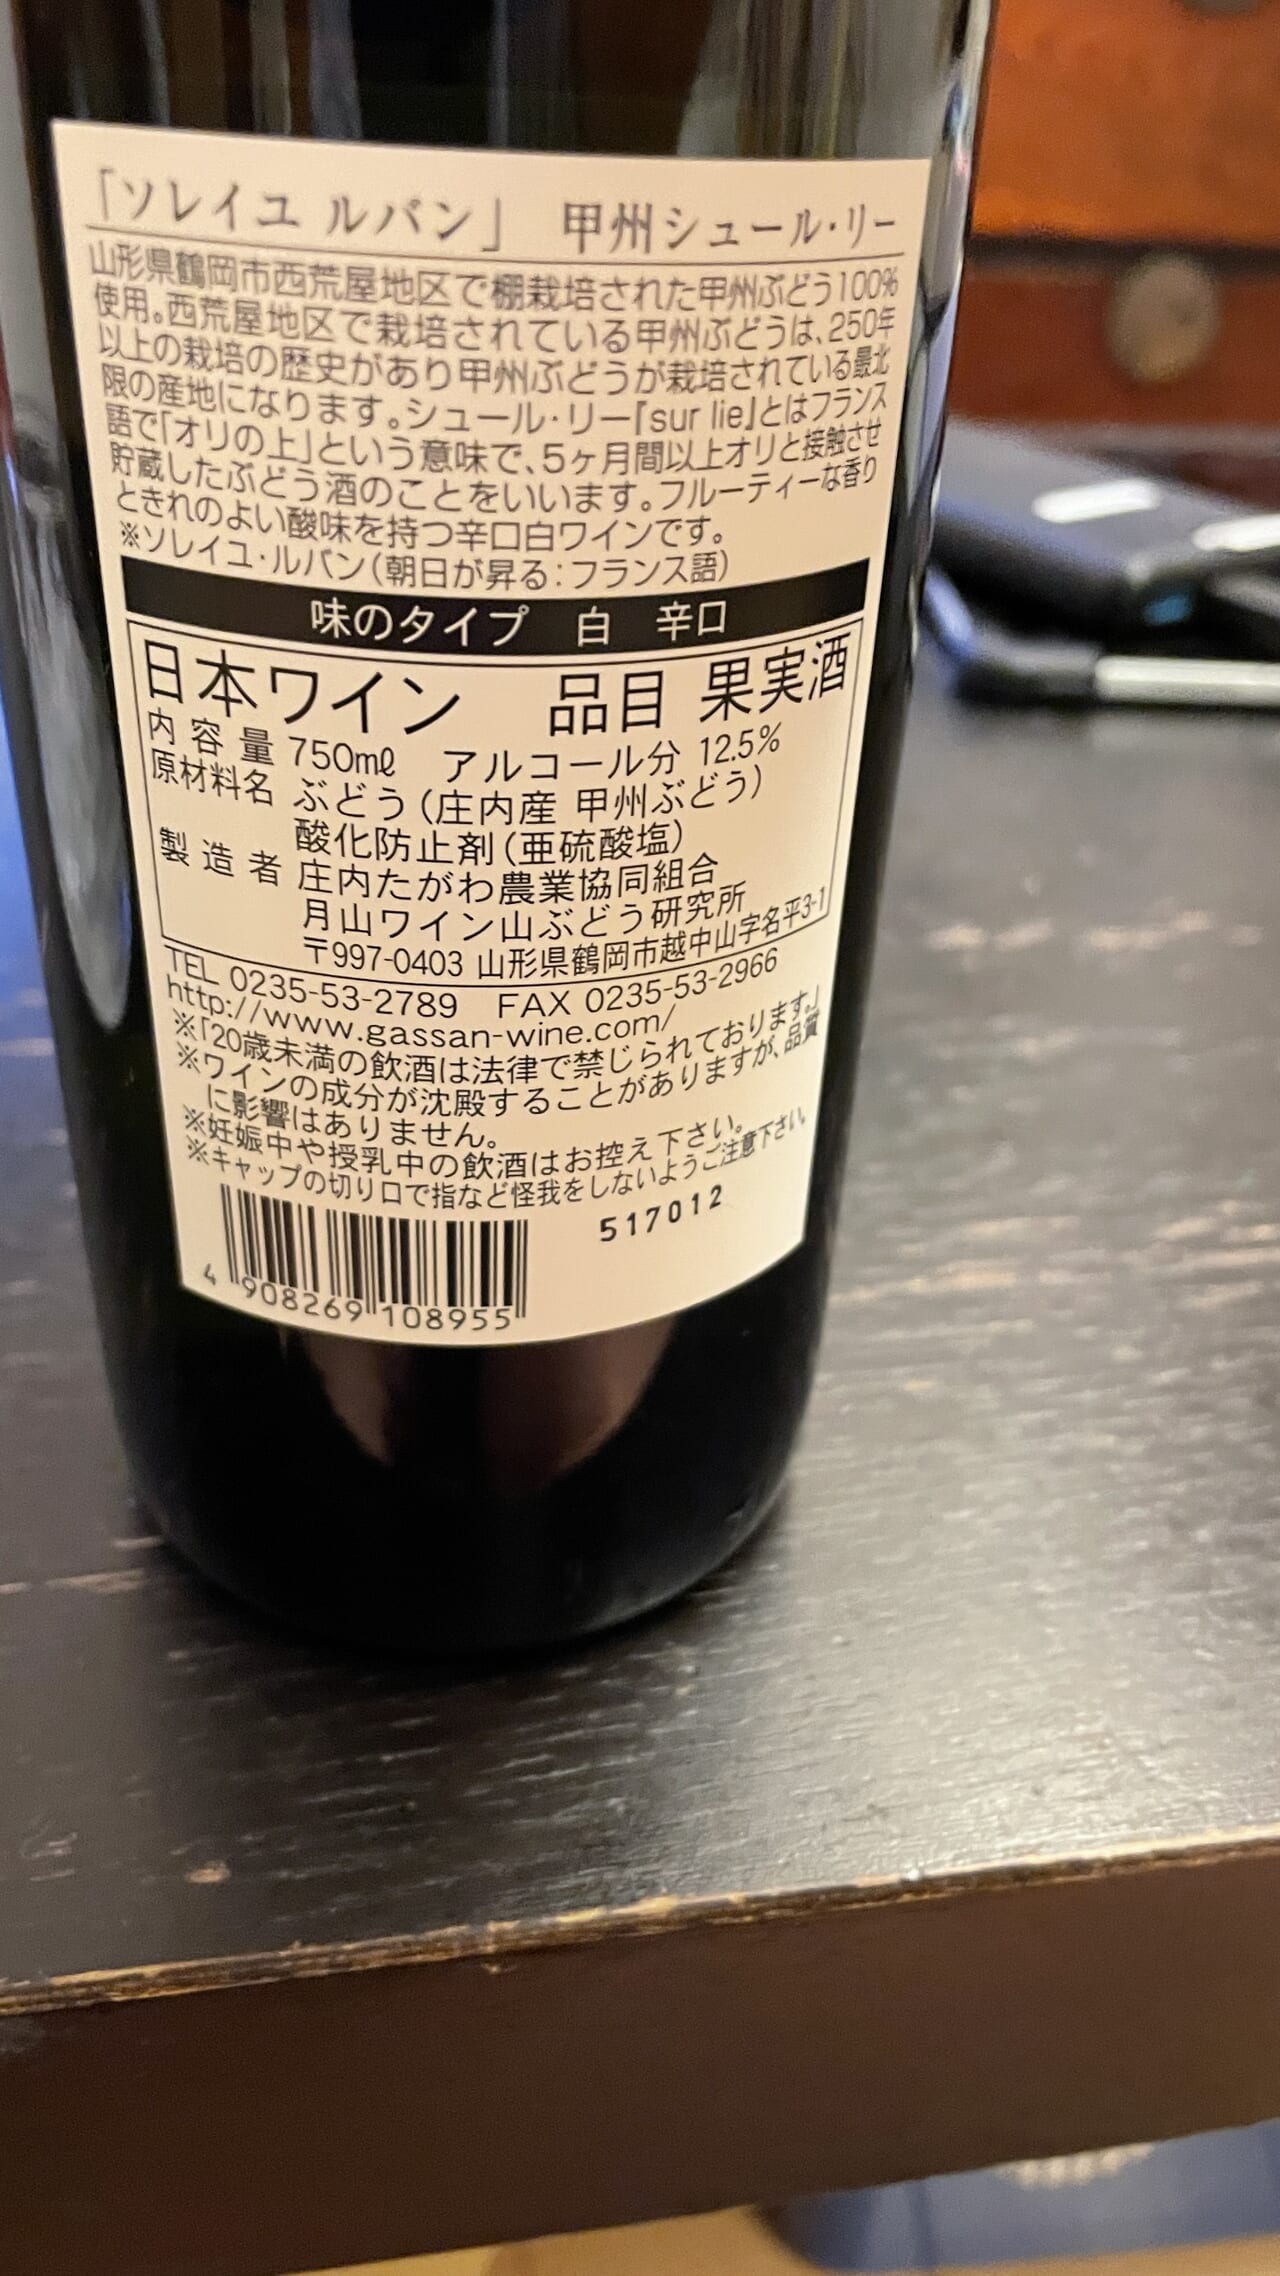 「ソレイユ ルバン」 甲州シュール・リー
山形県鶴岡市西荒屋地区で棚栽培された甲州ぶどう100%
使用。西荒屋地区で栽培されている甲州ぶどうは、250年
以上の栽培の歴史があり甲州ぶどうが栽培されている最北
限の産地になります。シュール・リー「sur lie」とはフランス
語で「オリの上」という意味で、5ヶ月間以上オリと接触させ
貯蔵したぶどう酒のことをいいます。フルーティーな香り
ときれのよい酸味を持つ辛口白ワインです。
※ソレイユ・ルバン(朝日が昇る:フランス語)
味のタイプ 白 辛口
日本ワイン 品目 果実酒
内容量 750mℓ アルコール分 12.5%
原材料名 ぶどう(庄内産 甲州ぶどう)
酸化防止剤(亜硫酸塩)
製造者 庄内たがわ農業協同組合
月山ワイン山ぶどう研究所
〒997-0403 山形県鶴岡市越中山字名平3-1
TEL 0235-53-2789 FAX 0235-53-2966
http://www.gassan-wine.com/
※「20歳未満の飲酒は法律で禁じられております。」
※ワインの成分が沈殿することがありますが、品質
に影響はありません。
※妊娠中や授乳中の飲酒はお控え下さい。
※キャップの切り口で指など怪我をしないようご注意下さい。
517012
4 908269 108955